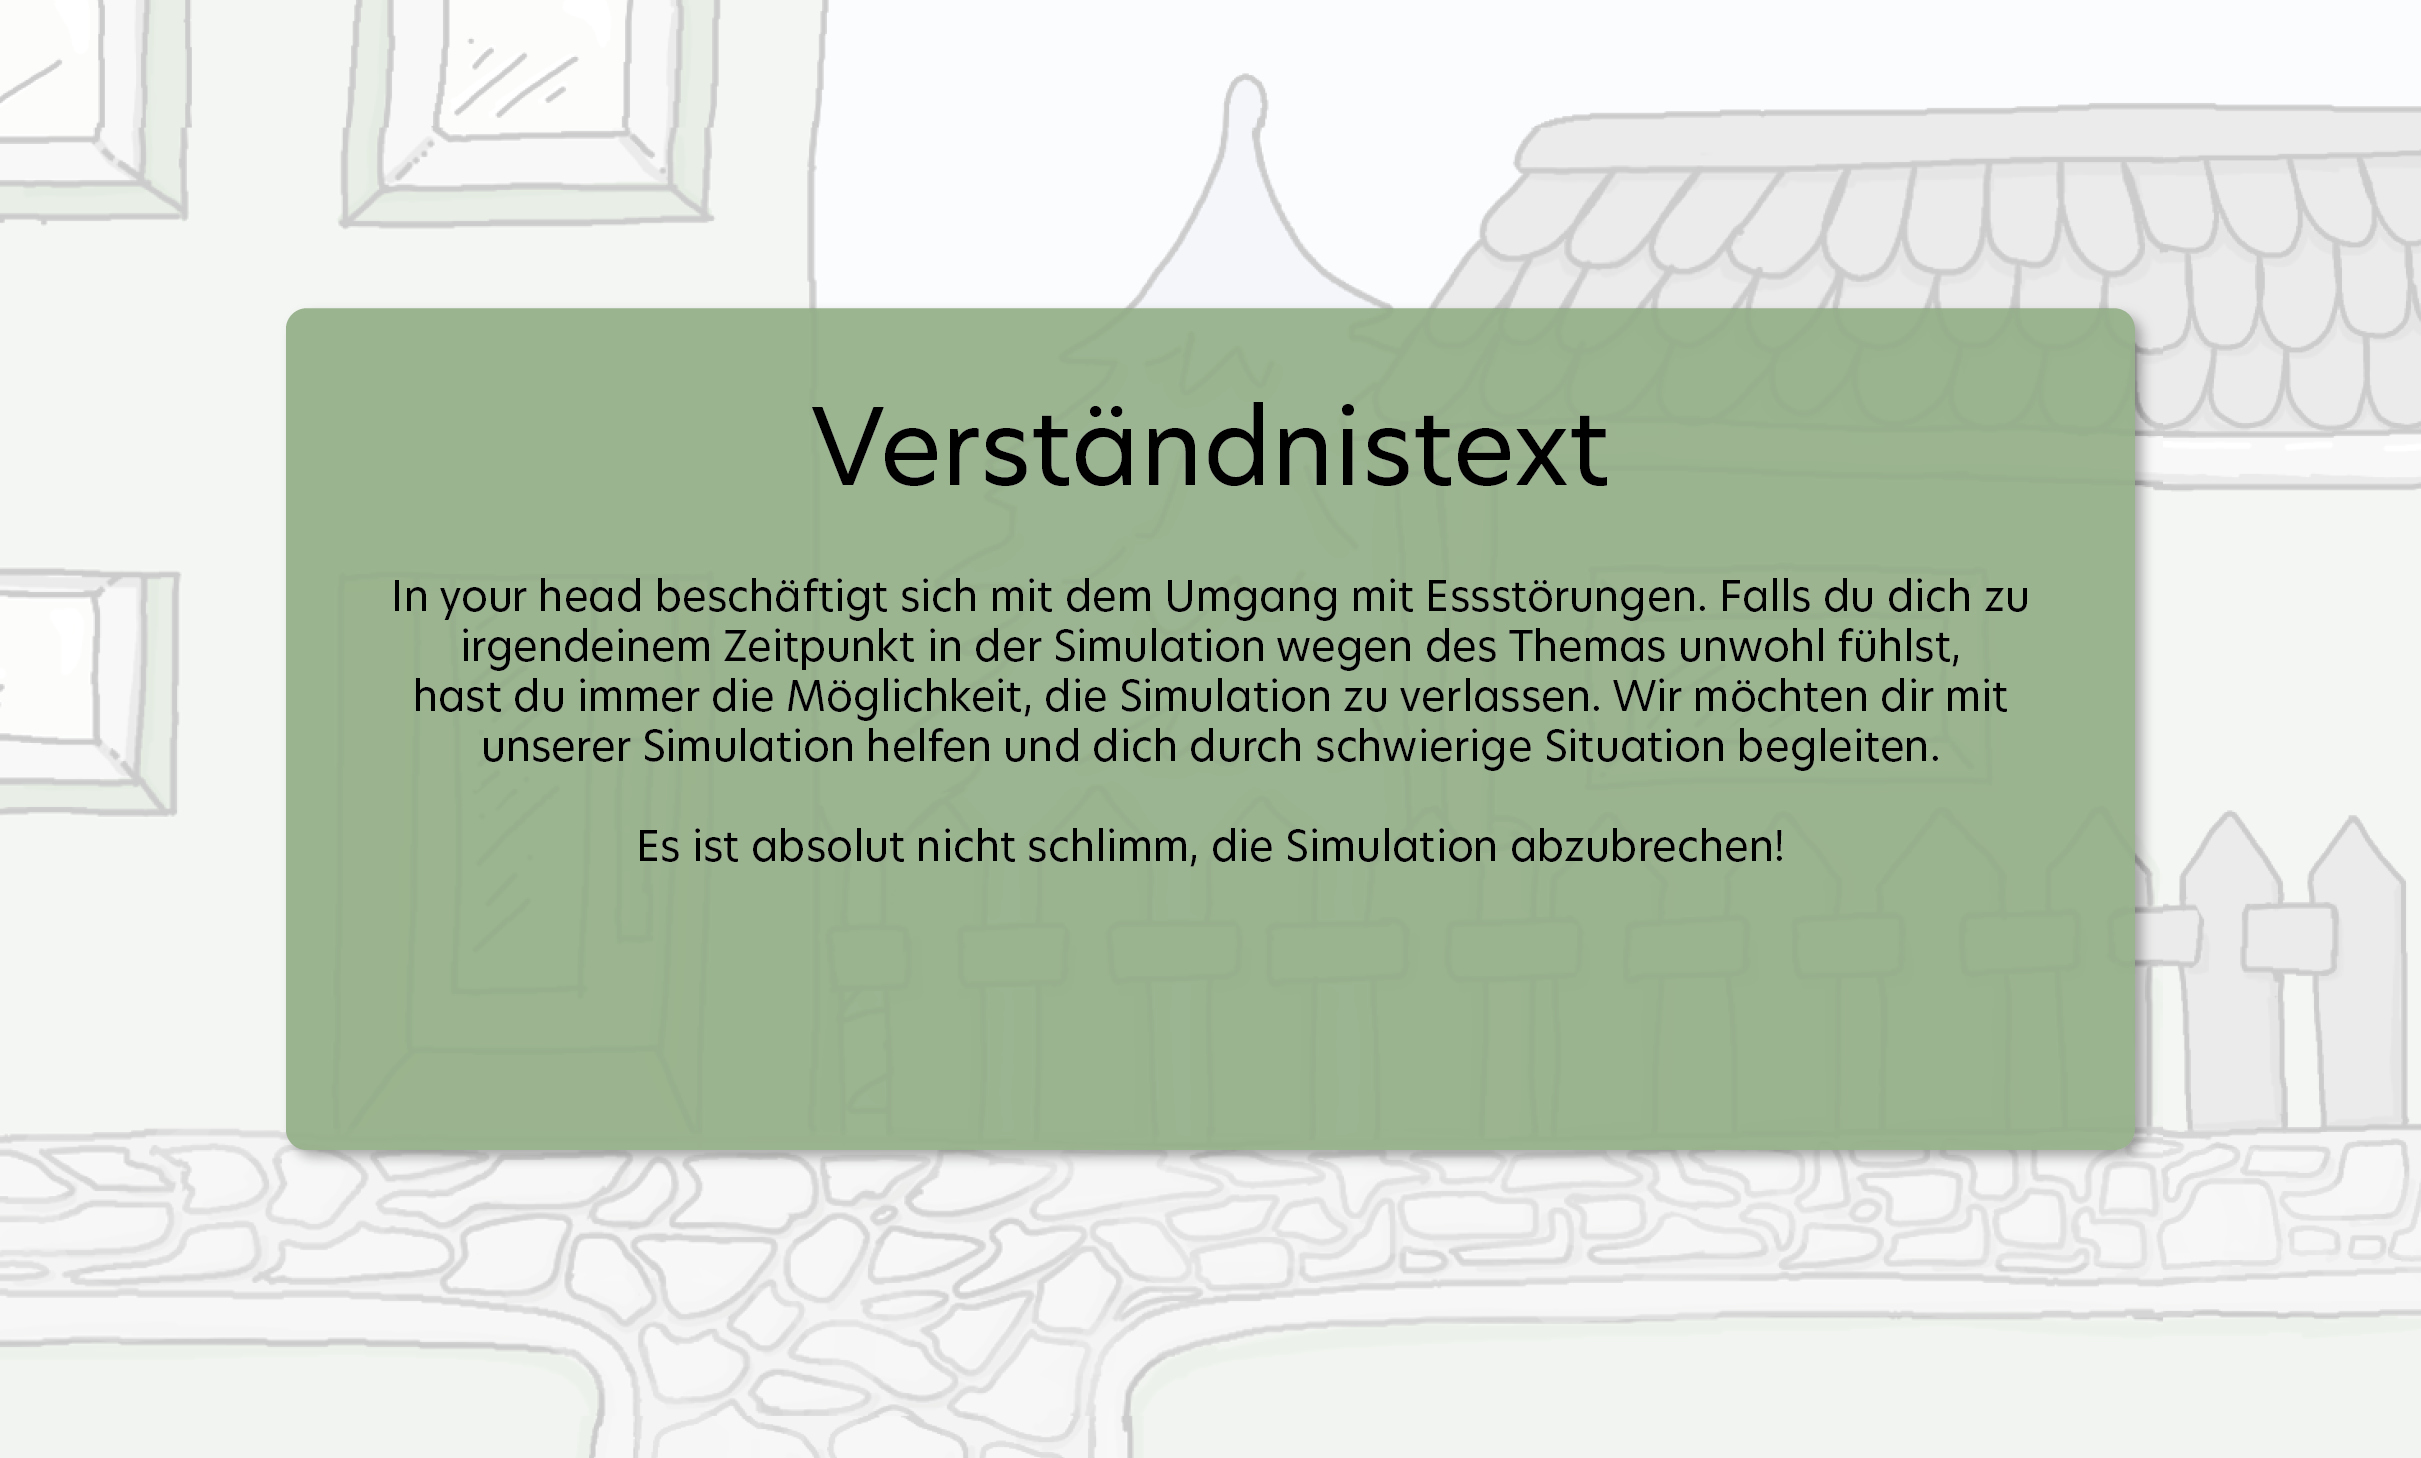 Verständnistext
In your head beschäftigt sich mit dem Umgang mit Essstörungen. Falls du dich zu
irgendeinem Zeitpunkt in der Simulation wegen des Themas unwohl fühlst,
hast du immer die Möglichkeit, die Simulation zu verlassen. Wir möchten dir mit
unserer Simulation helfen und dich durch schwierige Situation begleiten.
Es ist absolut nicht schlimm, die Simulation abzubrechen!